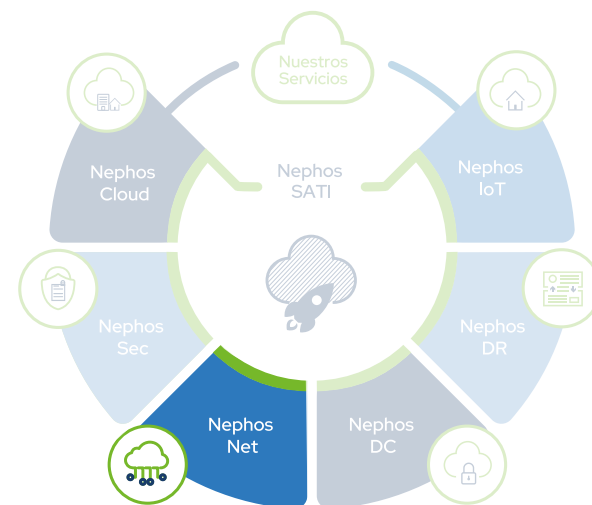 Nuestros
Servicios
Nephos
SATI
Nephos
Cloud
Nephos
IoT
Nephos
Sec
Nephos
DR
Nephos
Net
Nephos
DC